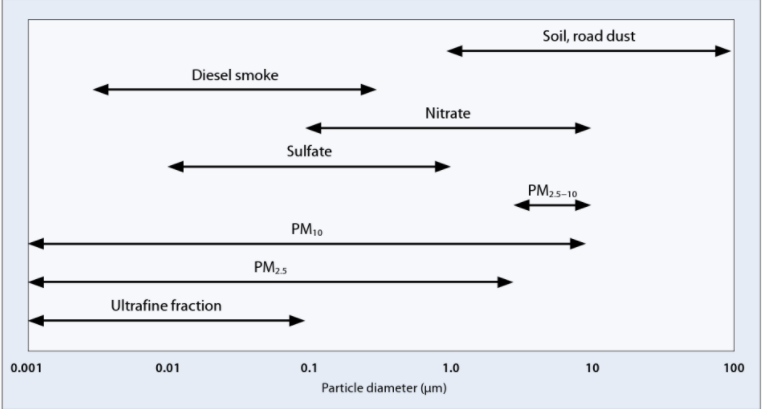 Soil, road dust
Diesel smoke
Nitrate
Sulfate
PM₂.₅₋₁₀
PM₁₀
PM₂.₅
Ultrafine fraction
0.001 0.01 0.1 1.0 10 100
Particle diameter (µm)